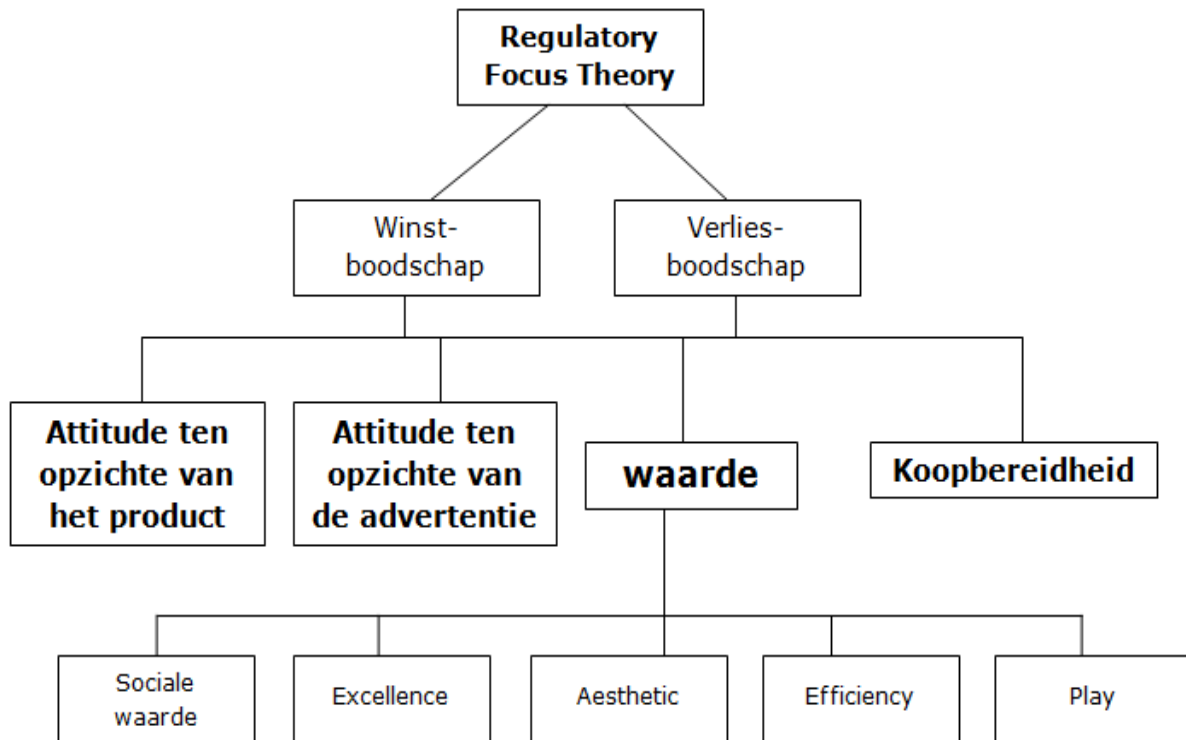 Regulatory
Focus Theory
Winst-
boodschap
Verlies-
boodschap
Attitude ten
opzichte van
het product
Attitude ten
opzichte van
de advertentie
waarde
Koopbereidheid
Sociale
waarde
Excellence
Aesthetic
Efficiency
Play